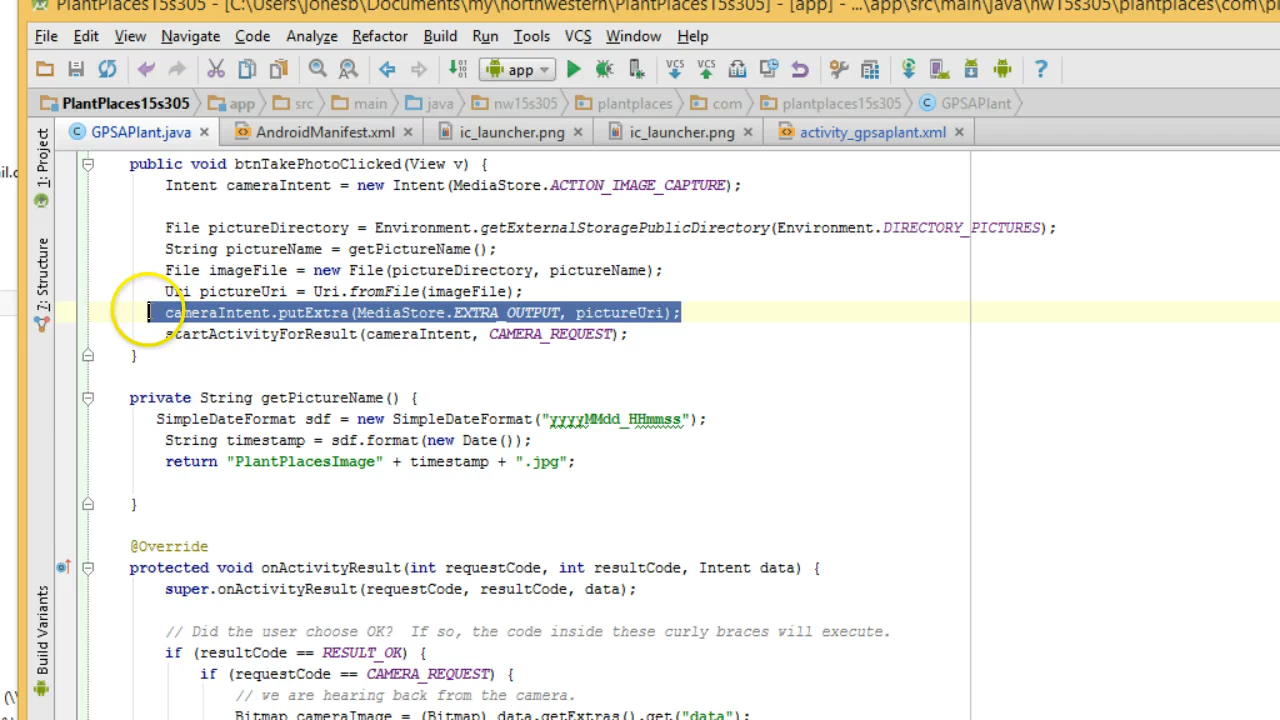 PlantPlaces15s305 - [C:\Users\jonesb\Documents\my\northwestern\PlantPlaces15s305] - [app] - ...\app\src\main\java\nw15s305\plantplaces\com\pl
File Edit View Navigate Code Analyze Refactor Build Run Tools VCS Window Help
app
PlantPlaces15s305 app src main java nw15s305 plantplaces com plantplaces15s305 GPSAPlant
GPSAPlant.java AndroidManifest.xml ic_launcher.png ic_launcher.png activity_gpsaplant.xml
1: Project
7: Structure
Build Variants
public void btnTakePhotoClicked(View v) {
Intent cameraIntent = new Intent(MediaStore.ACTION_IMAGE_CAPTURE);
File pictureDirectory = Environment.getExternalStoragePublicDirectory(Environment.DIRECTORY_PICTURES);
String pictureName = getPictureName();
File imageFile = new File(pictureDirectory, pictureName);
Uri pictureUri = Uri.fromFile(imageFile);
cameraIntent.putExtra(MediaStore.EXTRA_OUTPUT, pictureUri);
startActivityForResult(cameraIntent, CAMERA_REQUEST);
}
private String getPictureName() {
SimpleDateFormat sdf = new SimpleDateFormat("yyyyMMdd_HHmmss");
String timestamp = sdf.format(new Date());
return "PlantPlacesImage" + timestamp + ".jpg";
}
@Override
protected void onActivityResult(int requestCode, int resultCode, Intent data) {
super.onActivityResult(requestCode, resultCode, data);
// Did the user choose OK?  If so, the code inside these curly braces will execute.
if (resultCode == RESULT_OK) {
if (requestCode == CAMERA_REQUEST) {
// we are hearing back from the camera.
Bitmap cameraImage = (Bitmap) data.getExtras().get("data");